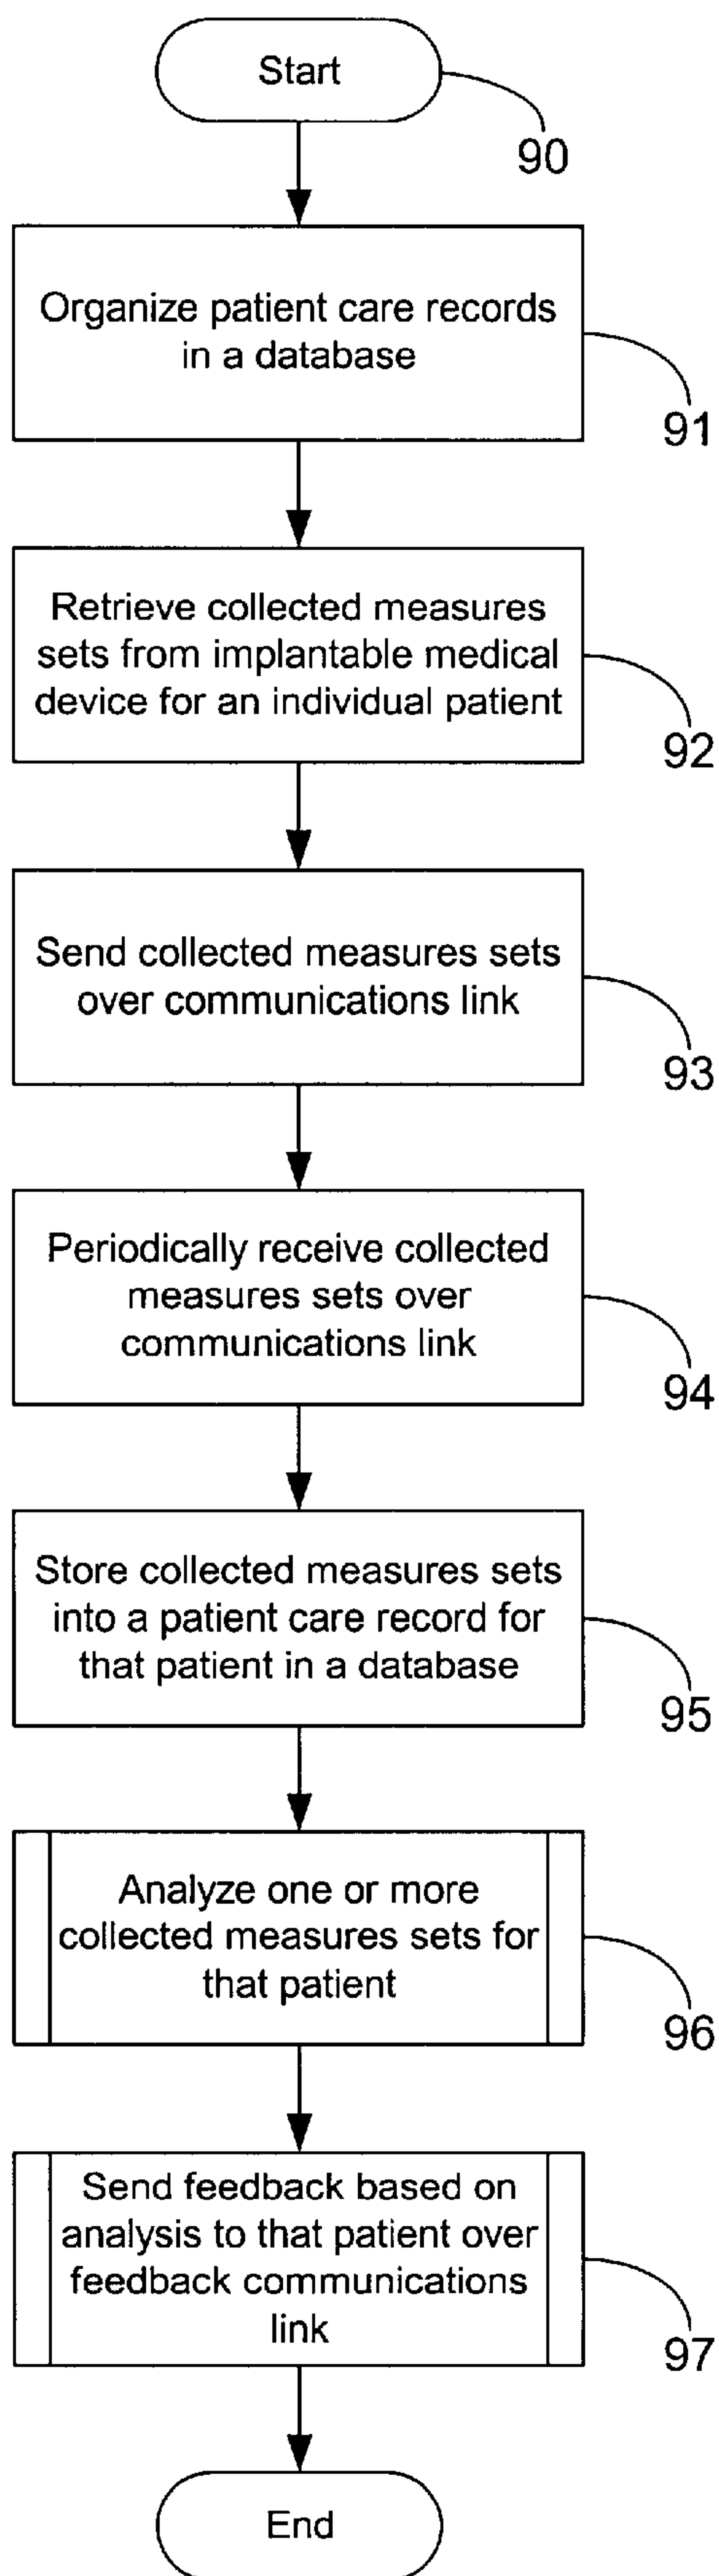 Start
90
Organize patient care records
in a database
91
Retrieve collected measures
sets from implantable medical
device for an individual patient
92
Send collected measures sets
over communications link
93
Periodically receive collected
measures sets over
communications link
94
Store collected measures sets
into a patient care record for
that patient in a database
95
Analyze one or more
collected measures sets for
that patient
96
Send feedback based on
analysis to that patient over
feedback communications
link
97
End